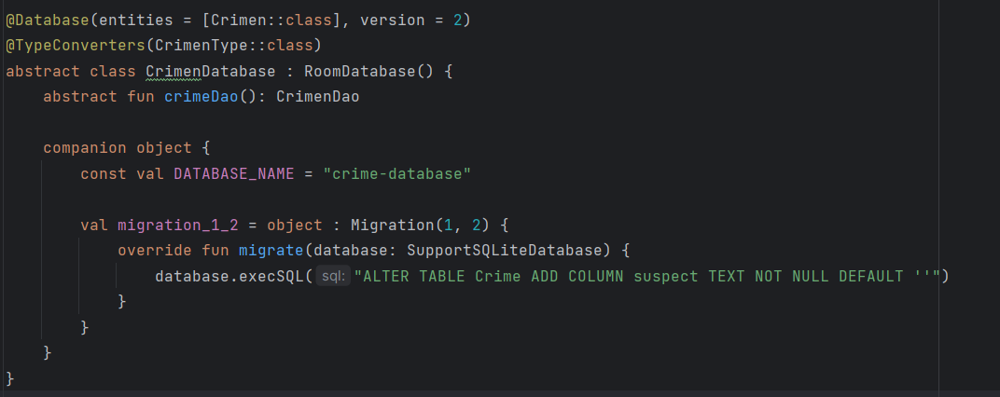 @Database(entities = [Crimen::class], version = 2)
@TypeConverters(CrimenType::class)
abstract class CrimenDatabase : RoomDatabase() {
    abstract fun crimeDao(): CrimenDao
    companion object {
        const val DATABASE_NAME = "crime-database"
        val migration_1_2 = object : Migration(1, 2) {
            override fun migrate(database: SupportSQLiteDatabase) {
                database.execSQL( sql: "ALTER TABLE Crime ADD COLUMN suspect TEXT NOT NULL DEFAULT ''")
            }
        }
    }
}